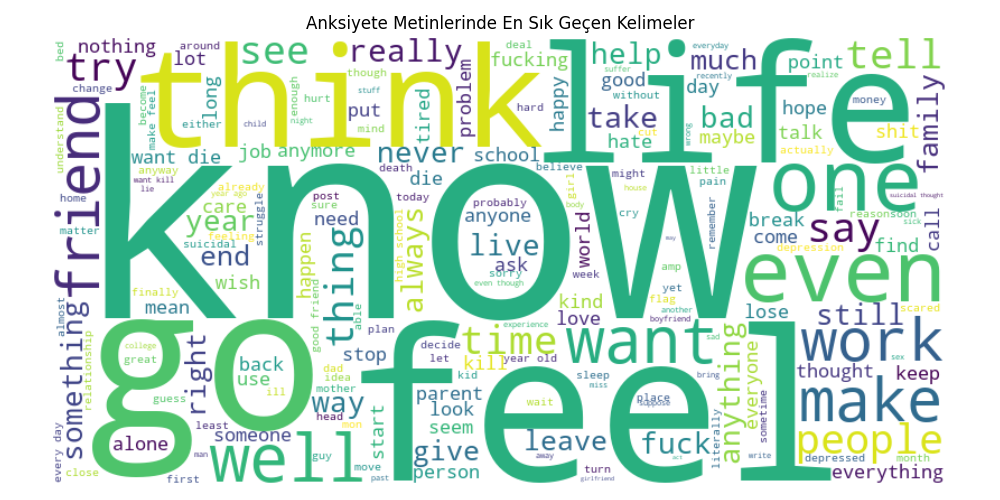 Anksiyete Metinlerinde En Sık Geçen Kelimeler
nothing
around
lot
see
really
deal
fucking
help
much
point
tell
everyday
recently
suffer
realize
bed
try
change
think
life
become
make feel
long
though
stuff
enough
hurt
night
put
mind
tired
problem
hard
happy
good
without
day
hope
money
understand
friend
either
child
want die
job
anymore
never
school
take
hate
cut
bad
maybe
wrong
talk
shit
actually
family
anyway
want kill
lie
know
death
die
believe
might
little
pain
one
fail
suicidal thought
home
matter
already
year ago
care
year
feeling
suicidal
struggle
post
sure
need
today
high school
always
probably
anyone
girl
body
house
cry
remember
break
come
say
reason
soon
sick
find
call
depression
end
happen
thing
live
ask
world
may
wish
sorry
even though
week
amp
yet
even
finally
mean
good friend
able
plan
kind
love
flag
another
boyfriend
lose
still
scared
almost
something
relationship
college
great
guess
go
right
back
use
ill
stop
idea
dad
mother
way
decide
let
time
experience
kill
year old
want
sad
work
kid
sleep
miss
bring
anything
everyone
thought
keep
sex
feel
parent
look
seem
wait
place
suppose
make
every day
close
alone
first
man
least
someone
well
guy
head
mon
move
start
past
give
person
away
leave
turn
girlfriend
fuck
act
literally
write
sometime
people
depressed
month
everything